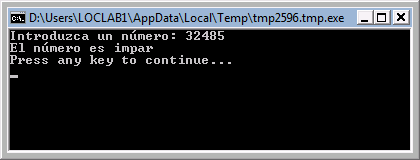 D:\Users\LOCLAB1\AppData\Local\Temp\tmp2596.tmp.exe
Introduzca un número: 32485
El número es impar
Press any key to continue...